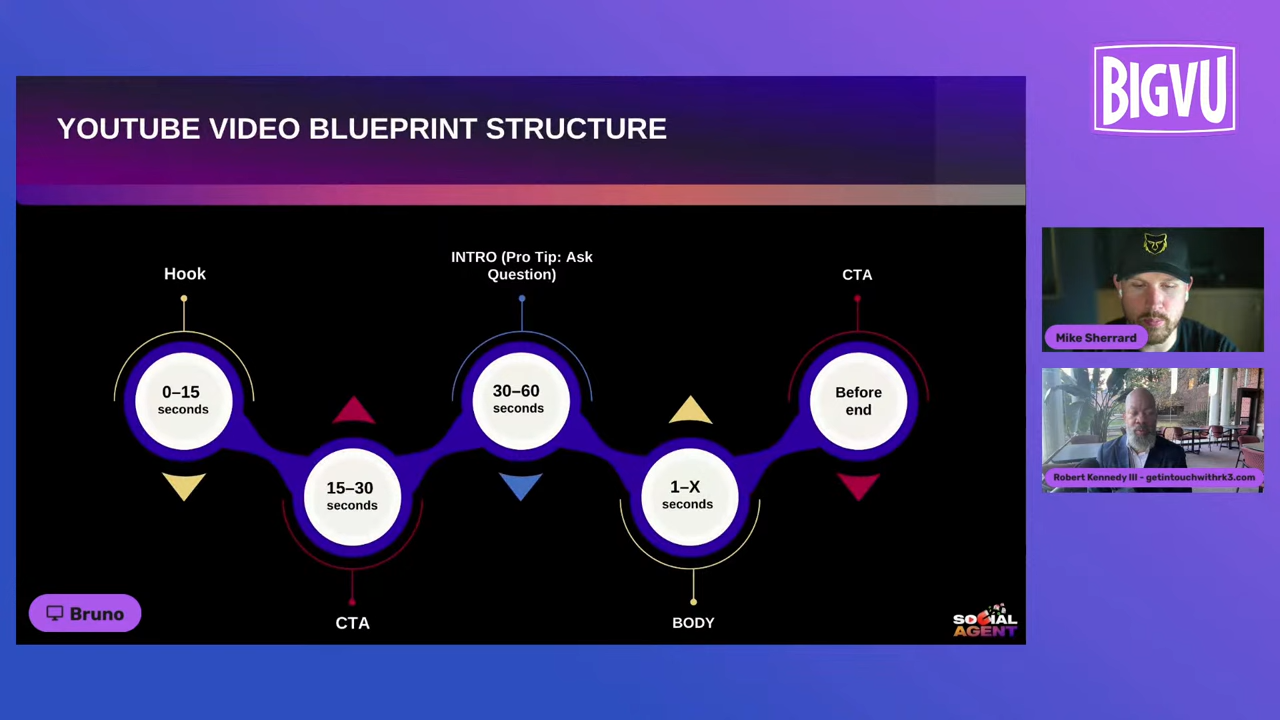 BIGVU
YOUTUBE VIDEO BLUEPRINT STRUCTURE
Hook
INTRO (Pro Tip: Ask
Question)
CTA
0–15
seconds
15–30
seconds
30–60
seconds
1–X
seconds
Before
end
CTA
BODY
Bruno
SOCIAL
AGENT
Mike Sherrard
Robert Kennedy III - getintouchwithrk3.com